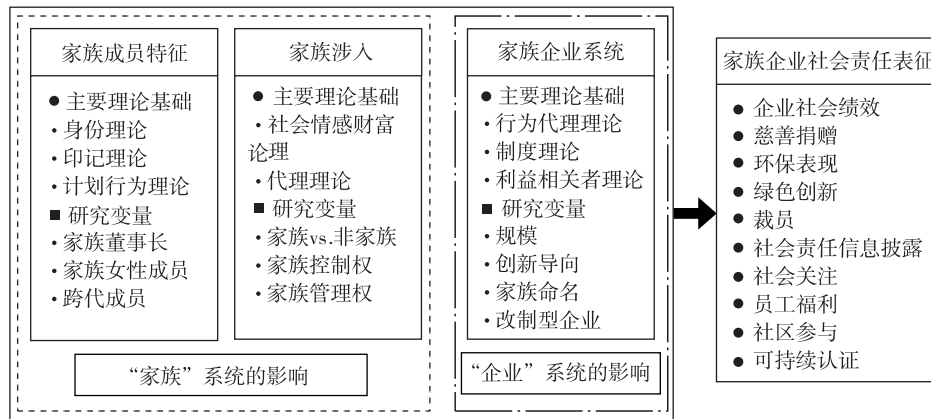 家族成员特征
● 主要理论基础
·身份理论
·印记理论
·计划行为理论
■ 研究变量
·家族董事长
·家族女性成员
·跨代成员
家族涉入
● 主要理论基础
·社会情感财富
论理
·代理理论
■ 研究变量
·家族vs.非家族
·家族控制权
·家族管理权
“家族”系统的影响
家族企业系统
● 主要理论基础
·行为代理理论
·制度理论
·利益相关者理论
■ 研究变量
·规模
·创新导向
·家族命名
·改制型企业
“企业”系统的影响
家族企业社会责任表征
● 企业社会绩效
● 慈善捐赠
● 环保表现
● 绿色创新
● 裁员
● 社会责任信息披露
● 社会关注
● 员工福利
● 社区参与
● 可持续认证